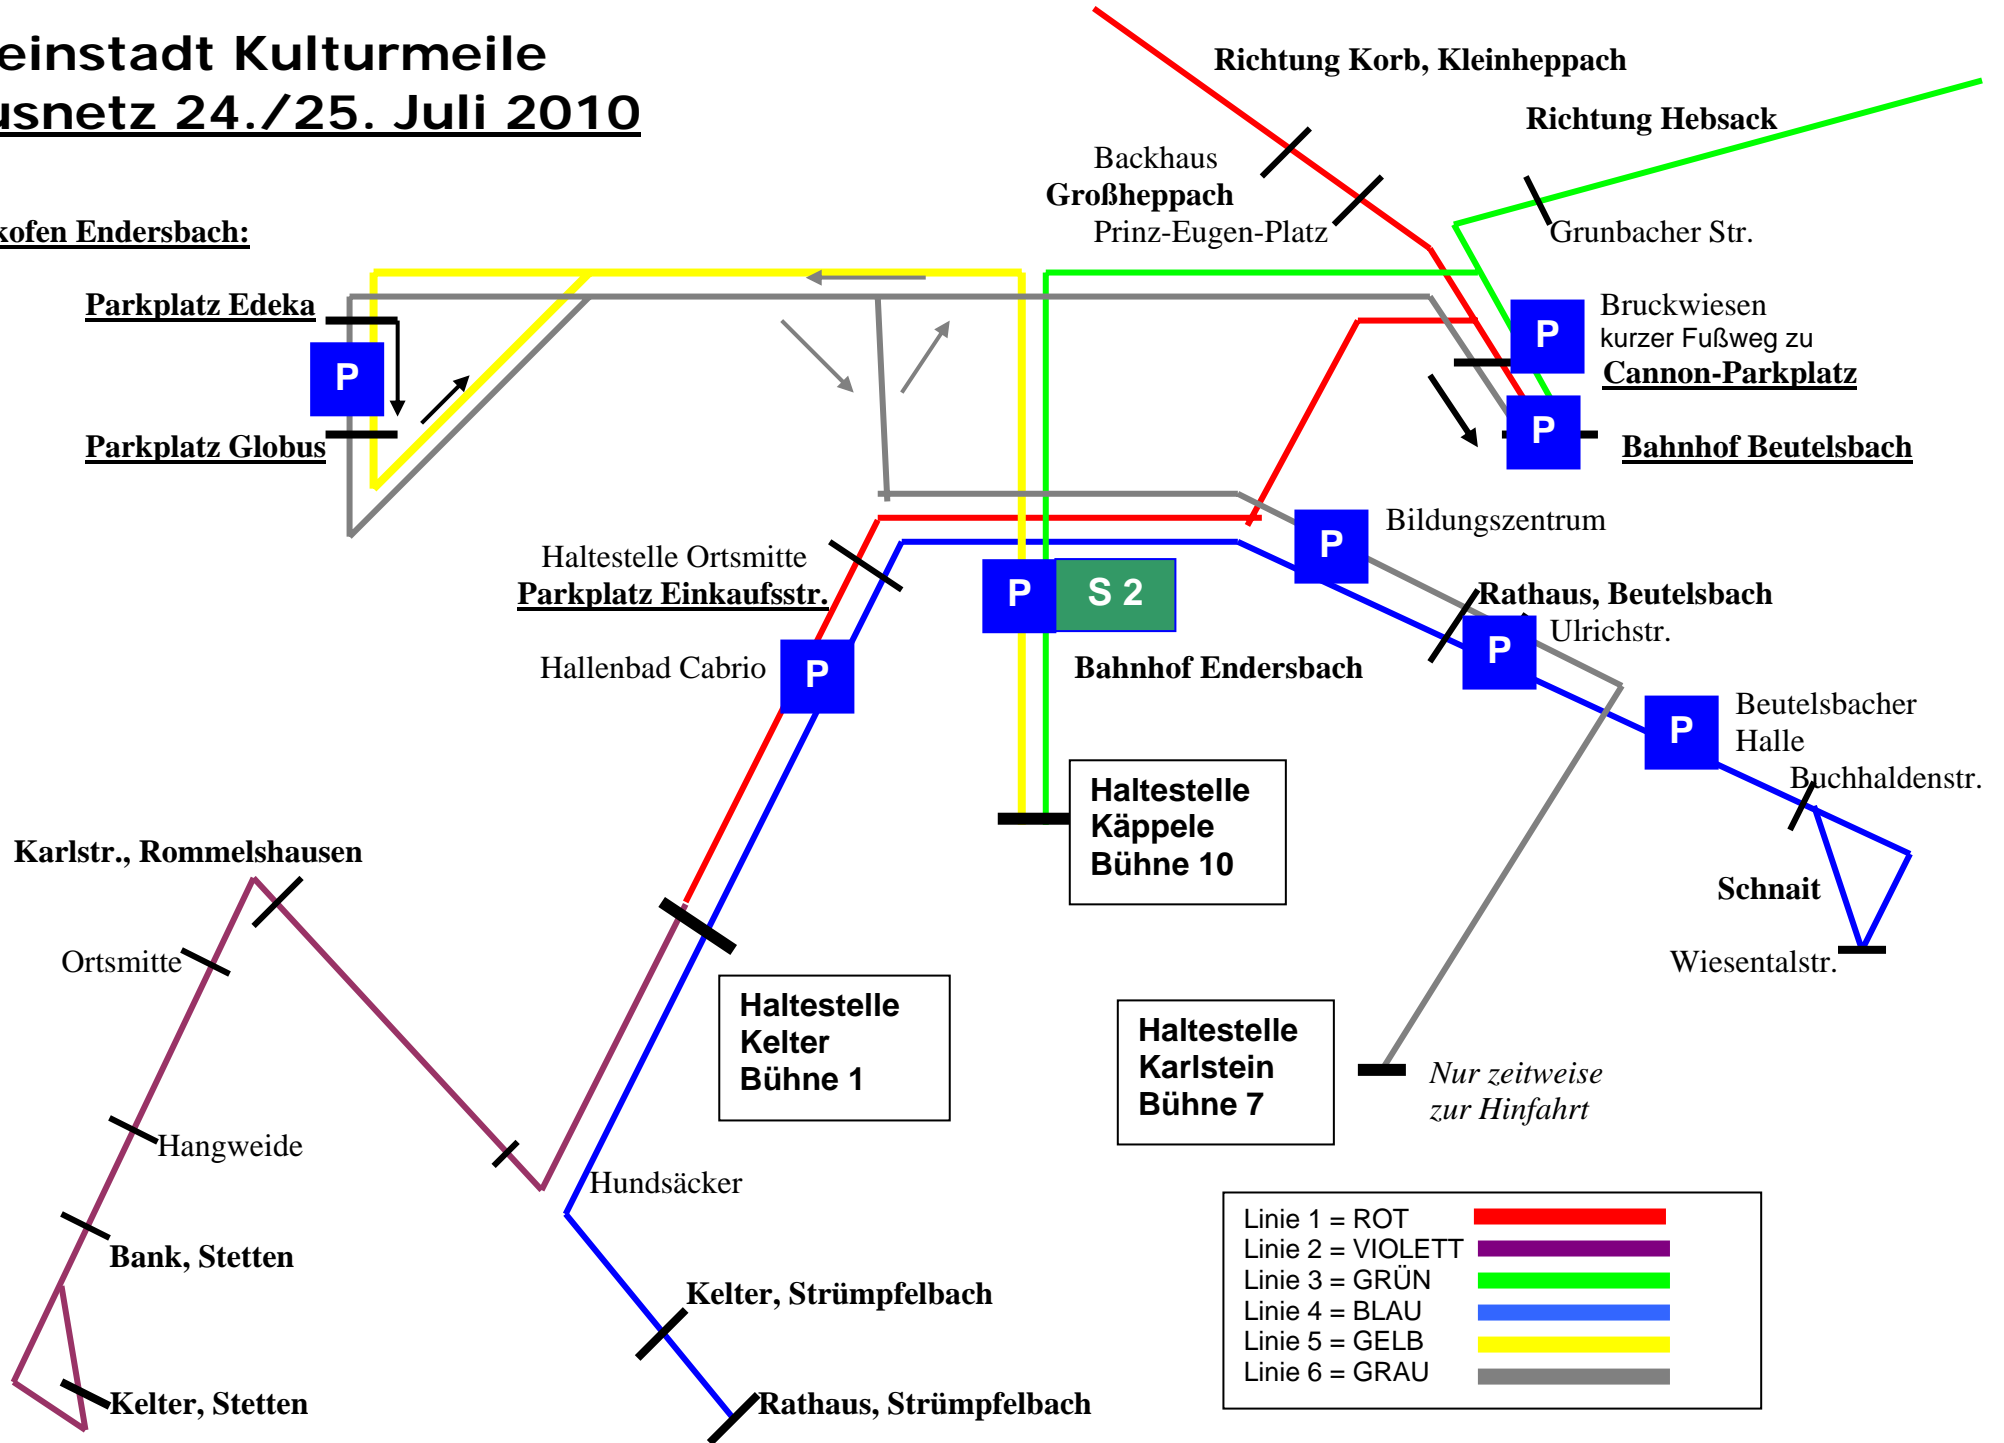 einstadt Kulturmeile
usnetz 24./25. Juli 2010
Richtung Korb, Kleinheppach
Richtung Hebsack
Backhaus
Großheppach
Prinz-Eugen-Platz
Grunbacher Str.
kofen Endersbach:
Parkplatz Edeka
P
Parkplatz Globus
P
Bruckwiesen
kurzer Fußweg zu
Cannon-Parkplatz
P
Bahnhof Beutelsbach
Haltestelle Ortsmitte
Parkplatz Einkaufsstr.
P
Hallenbad Cabrio
P
S 2
Bahnhof Endersbach
P
Bildungszentrum
Rathaus, Beutelsbach
Ulrichstr.
P
P
Beutelsbacher
Halle
Buchhaldenstr.
Schnait
Wiesentalstr.
Haltestelle
Käppele
Bühne 10
Karlstr., Rommelshausen
Ortsmitte
Hangweide
Bank, Stetten
Kelter, Stetten
Haltestelle
Kelter
Bühne 1
Haltestelle
Karlstein
Bühne 7
Nur zeitweise
zur Hinfahrt
Hundsäcker
Kelter, Strümpfelbach
Rathaus, Strümpfelbach
Linie 1 = ROT
Linie 2 = VIOLETT
Linie 3 = GRÜN
Linie 4 = BLAU
Linie 5 = GELB
Linie 6 = GRAU